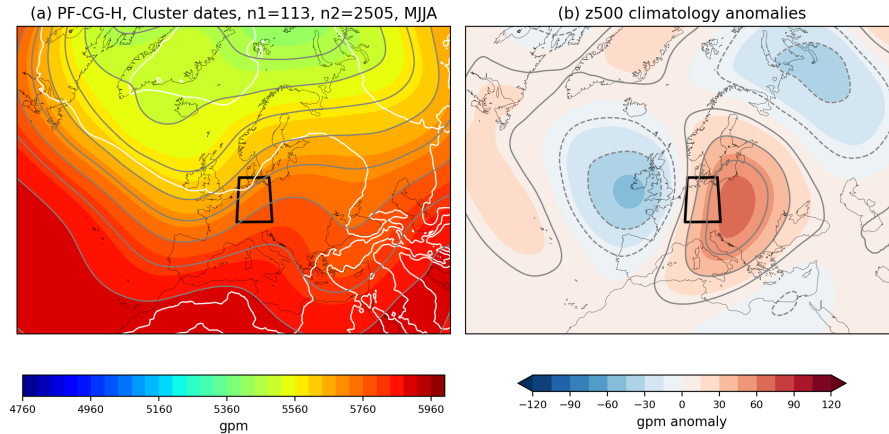 (a) PF-CG-H, Cluster dates, n1=113, n2=2505, MJJA
(b) z500 climatology anomalies
4760 4960 5160 5360 5560 5760 5960
gpm
−120 −90 −60 −30 0 30 60 90 120
gpm anomaly